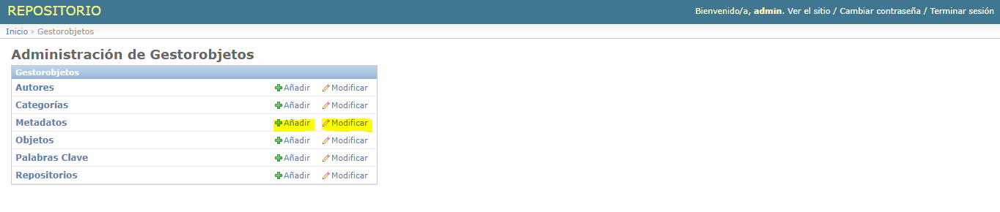 REPOSITORIO
Bienvenido/a, admin. Ver el sitio / Cambiar contraseña / Terminar sesión
Inicio › Gestorobjetos
Administración de Gestorobjetos
Gestorobjetos
Autores Añadir Modificar
Categorías Añadir Modificar
Metadatos Añadir Modificar
Objetos Añadir Modificar
Palabras Clave Añadir Modificar
Repositorios Añadir Modificar